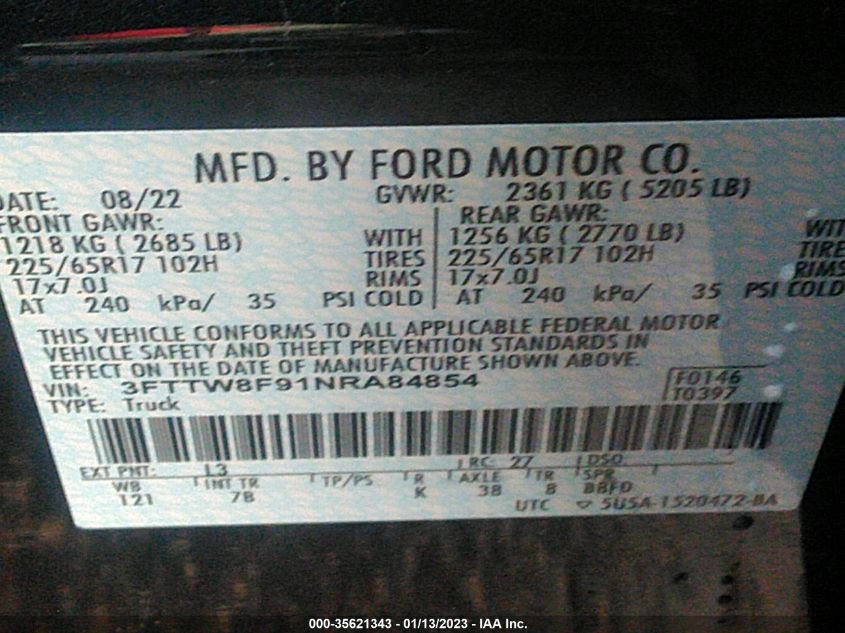 MFD. BY FORD MOTOR CO.
DATE: 08/22 GVWR: 2361 KG ( 5205 LB)
FRONT GAWR: REAR GAWR:
1218 KG ( 2685 LB) WITH 1256 KG ( 2770 LB) WIT
225/65R17 102H TIRES 225/65R17 102H TIRE
17x7.0J RIMS 17x7.0J RIMS
AT 240 kPa/ 35 PSI COLD AT 240 kPa/ 35 PSI COLD
THIS VEHICLE CONFORMS TO ALL APPLICABLE FEDERAL MOTOR
VEHICLE SAFETY AND THEFT PREVENTION STANDARDS IN
EFFECT ON THE DATE OF MANUFACTURE SHOWN ABOVE.
VIN: 3FTTW8F91NRA84854 F0146
TYPE: Truck T0397
EXT PNT: L3 RC: 27 DSO
WB INT TR TP/PS R AXLE TR SPR
121 7B K 3B 8 BBFD
UTC ▽ 5U5A-1520472-BA
000-35621343 - 01/13/2023 - IAA Inc.